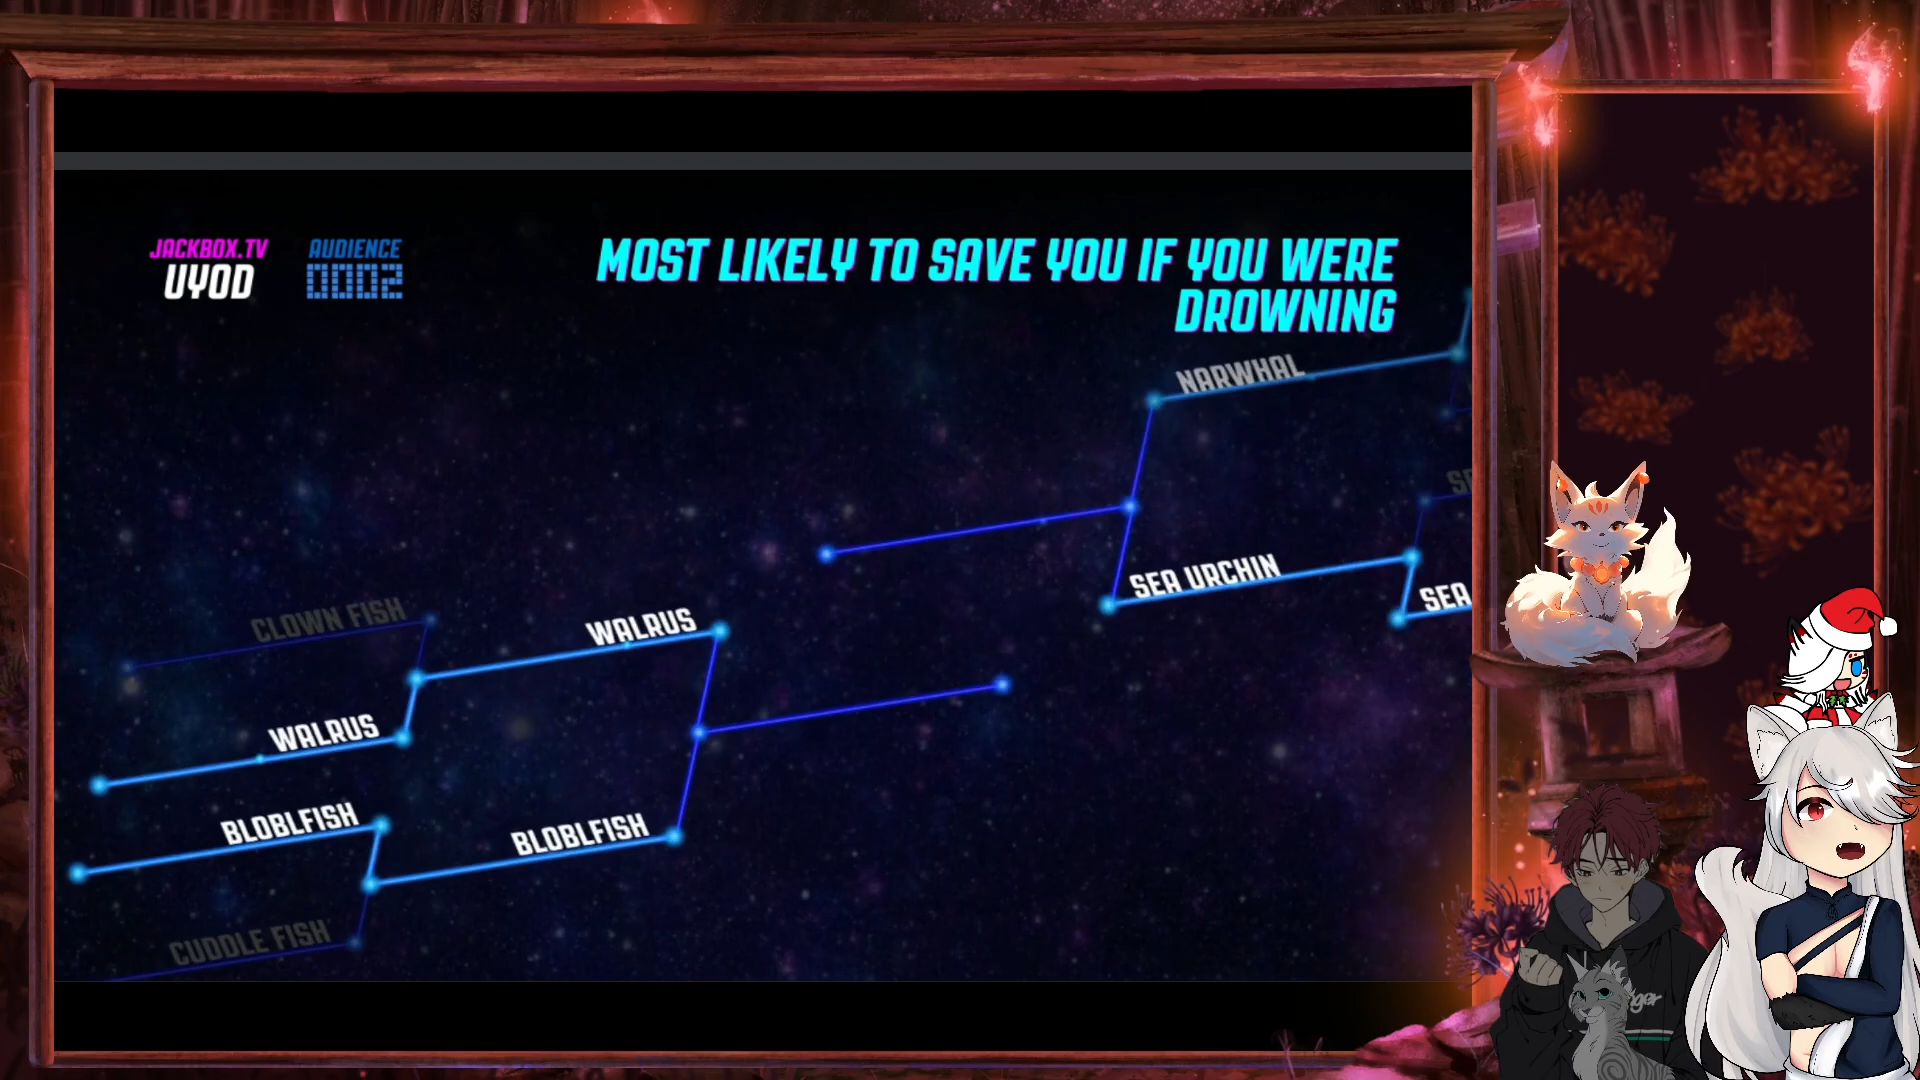 JACKBOX.TV
UYOD
AUDIENCE
0002
MOST LIKELY TO SAVE YOU IF YOU WERE
DROWNING
NARWHAL
SEA URCHIN
SEA
CLOWN FISH
WALRUS
WALRUS
BLOBLFISH
BLOBLFISH
CUDDLE FISH